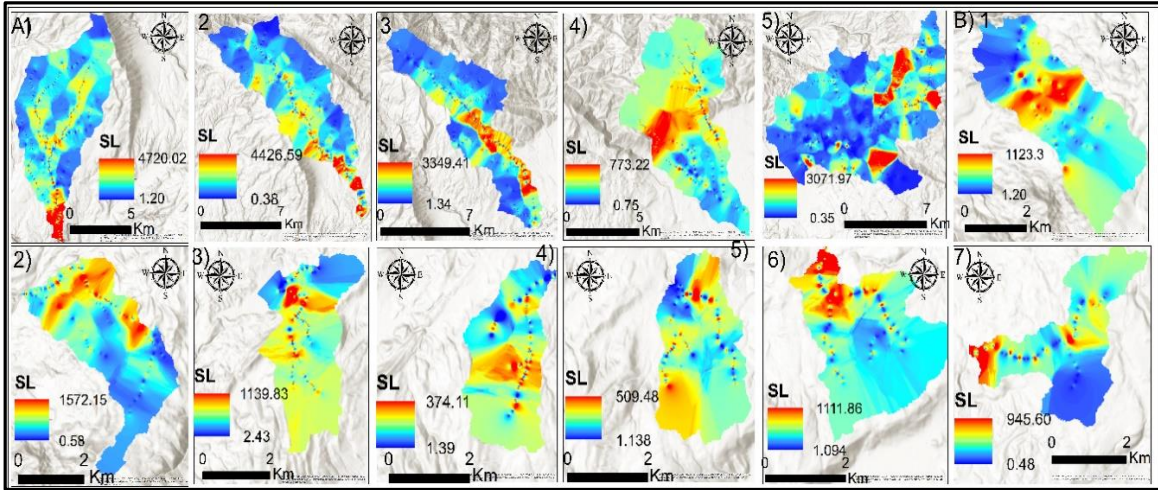 A)
N
W E
S
SL
4720.02
1.20
0 5
Km
2
N
W E
S
SL
4426.59
0.38
0 7
Km
3
N
W
S
SL
3349.41
1.34
0 7
Km
4)
N
W E
S
SL
773.22
0.75
0 2
Km
5)
N
W E
S
SL
3071.97
0.35
0 7
Km
B) 1
N
W E
S
SL
1123.3
1.20
0 2
Km
2)
N
W
S
SL
1572.15
0.58
0 2
Km
3)
N
W E
S
SL
1139.83
2.43
0 2
Km
4)
N
W
S
SL
374.11
1.39
0 2
Km
5)
N
W
S
SL
509.48
1.138
0 2
Km
6)
N
W E
S
SL
1111.86
1.094
0 2
Km
7)
N
W E
S
SL
945.60
0.48
0 2
Km